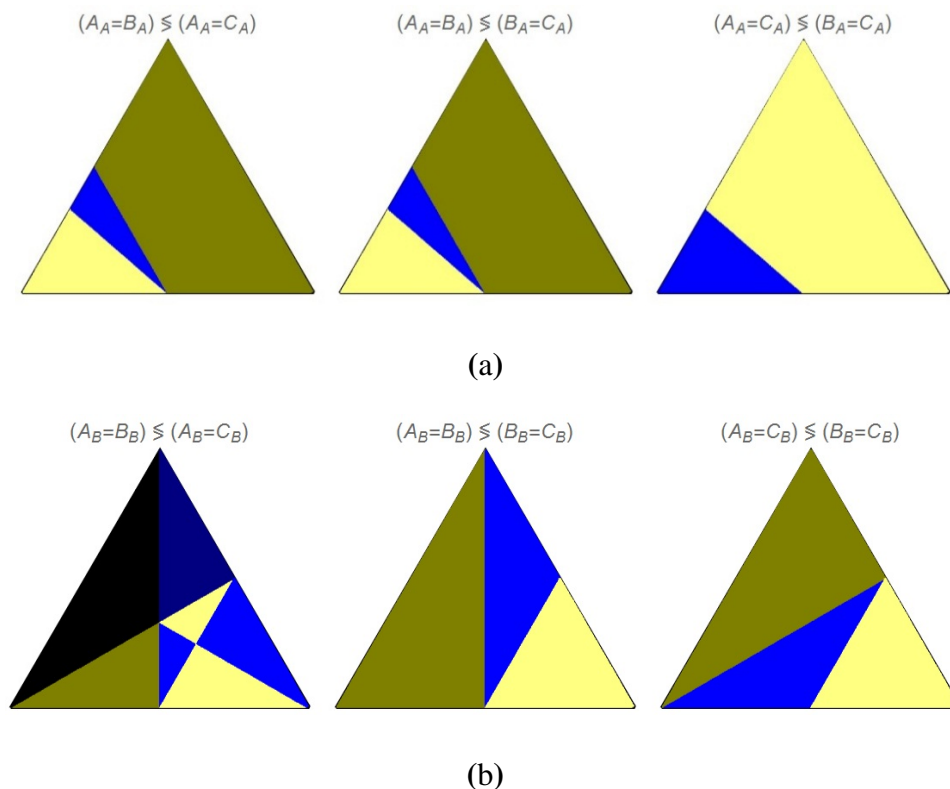 (A_A=B_A) ≶ (A_A=C_A) (A_A=B_A) ≶ (B_A=C_A) (A_A=C_A) ≶ (B_A=C_A)
(a)
(A_B=B_B) ≶ (A_B=C_B) (A_B=B_B) ≶ (B_B=C_B) (A_B=C_B) ≶ (B_B=C_B)
(b)